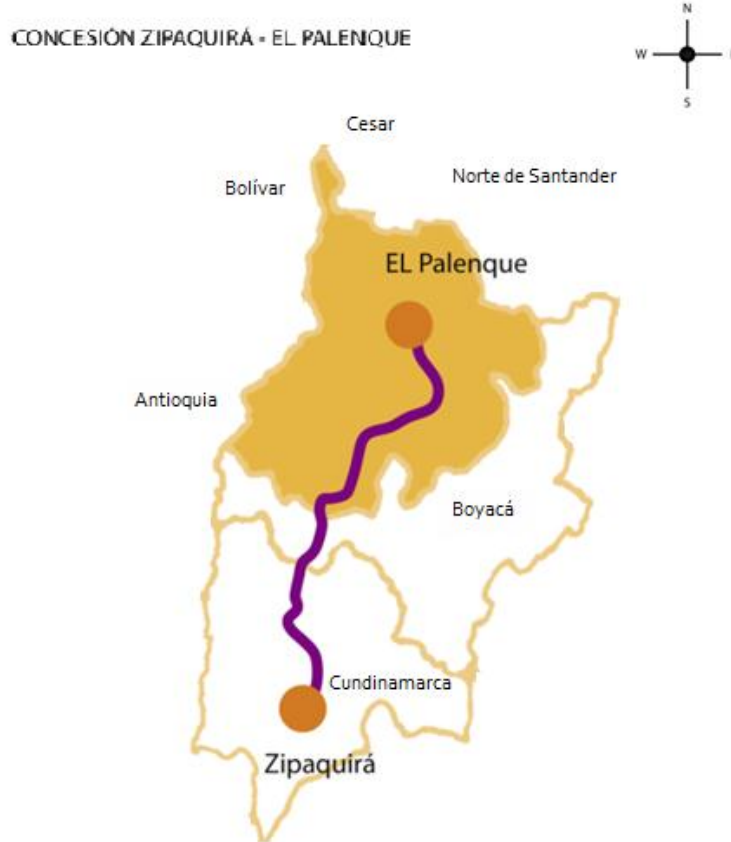 CONCESIÓN ZIPAQUIRÁ - EL PALENQUE
N
W
S
Cesar
Bolívar
Norte de Santander
EL Palenque
Antioquia
Boyacá
Cundinamarca
Zipaquirá